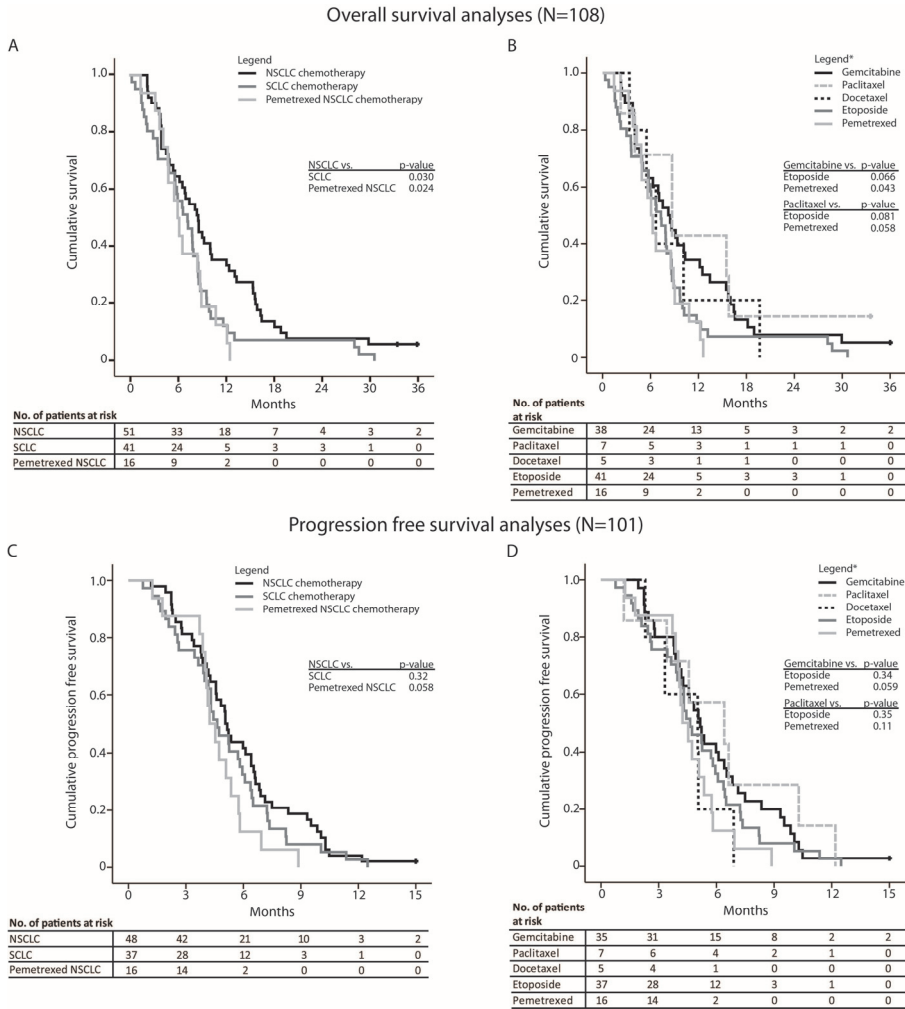 Overall survival analyses (N=108)
A
Legend
NSCLC chemotherapy
SCLC chemotherapy
Pemetrexed NSCLC chemotherapy
NSCLC vs. p-value
SCLC 0.030
Pemetrexed NSCLC 0.024
Cumulative survival
1.0
0.8
0.6
0.4
0.2
0
0 6 12 18 24 30 36
Months
No. of patients at risk
NSCLC 51 33 18 7 4 3 2
SCLC 41 24 5 3 3 1 0
Pemetrexed NSCLC 16 9 2 0 0 0 0
B
Legend*
Gemcitabine
Paclitaxel
Docetaxel
Etoposide
Pemetrexed
Gemcitabine vs. p-value
Etoposide 0.066
Pemetrexed 0.043
Paclitaxel vs. p-value
Etoposide 0.081
Pemetrexed 0.058
Cumulative survival
1.0
0.8
0.6
0.4
0.2
0
0 6 12 18 24 30 36
Months
No. of patients
at risk
Gemcitabine 38 24 13 5 3 2 2
Paclitaxel 7 5 3 1 1 1 0
Docetaxel 5 3 1 1 0 0 0
Etoposide 41 24 5 3 3 1 0
Pemetrexed 16 9 2 0 0 0 0
Progression free survival analyses (N=101)
C
Legend
NSCLC chemotherapy
SCLC chemotherapy
Pemetrexed NSCLC chemotherapy
NSCLC vs. p-value
SCLC 0.32
Pemetrexed NSCLC 0.058
Cumulative progression free survival
1.0
0.8
0.6
0.4
0.2
0
0 3 6 9 12 15
Months
No. of patients at risk
NSCLC 48 42 21 10 3 2
SCLC 37 28 12 3 1 0
Pemetrexed NSCLC 16 14 2 0 0 0
D
Legend*
Gemcitabine
Paclitaxel
Docetaxel
Etoposide
Pemetrexed
Gemcitabine vs. p-value
Etoposide 0.34
Pemetrexed 0.059
Paclitaxel vs. p-value
Etoposide 0.35
Pemetrexed 0.11
Cumulative progresine free survival
1.0
0.8
0.6
0.4
0.2
0
0 3 6 9 12 15
Months
No. of patients
at risk
Gemcitabine 35 31 15 8 2 2
Paclitaxel 7 6 4 2 1 0
Docetaxel 5 4 1 0 0 0
Etoposide 37 28 12 3 1 0
Pemetrexed 16 14 2 0 0 0